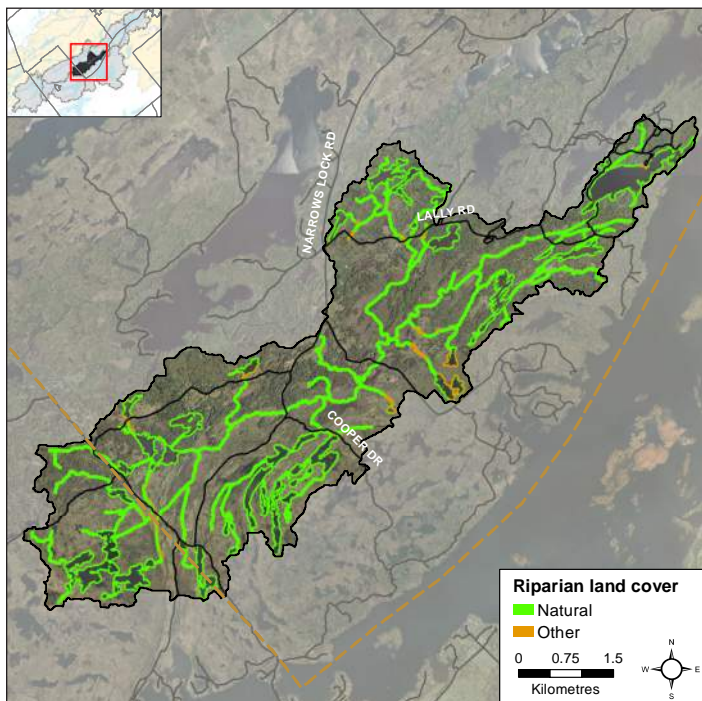 NARROWS LOCK RD
LALLY RD
COOPER DR
Riparian land cover
Natural
Other
0 0.75 1.5
Kilometres
N
W E
S